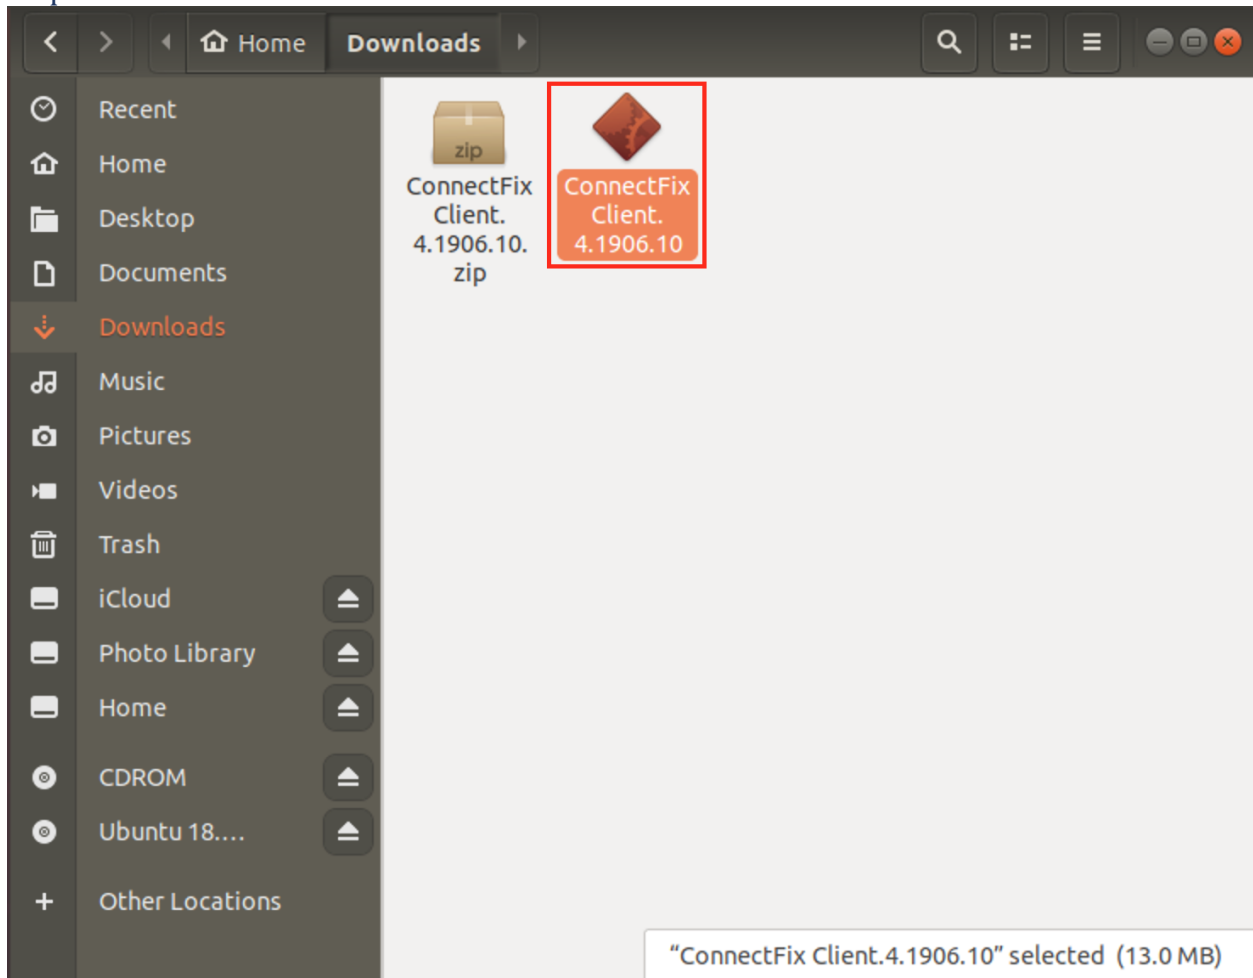 Home
Downloads
Recent
Home
Desktop
Documents
Downloads
Music
Pictures
Videos
Trash
iCloud
Photo Library
Home
CDROM
Ubuntu 18....
Other Locations
zip
ConnectFix
Client.
4.1906.10.
zip
ConnectFix
Client.
4.1906.10
“ConnectFix Client.4.1906.10” selected (13.0 MB)